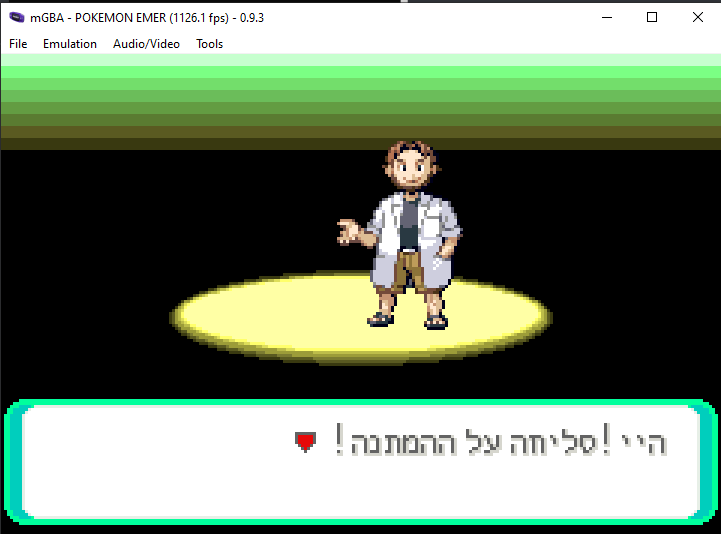 mGBA - POKEMON EMER (1126.1 fps) - 0.9.3
File Emulation Audio/Video Tools
היי !סליחה על ההמתנה!